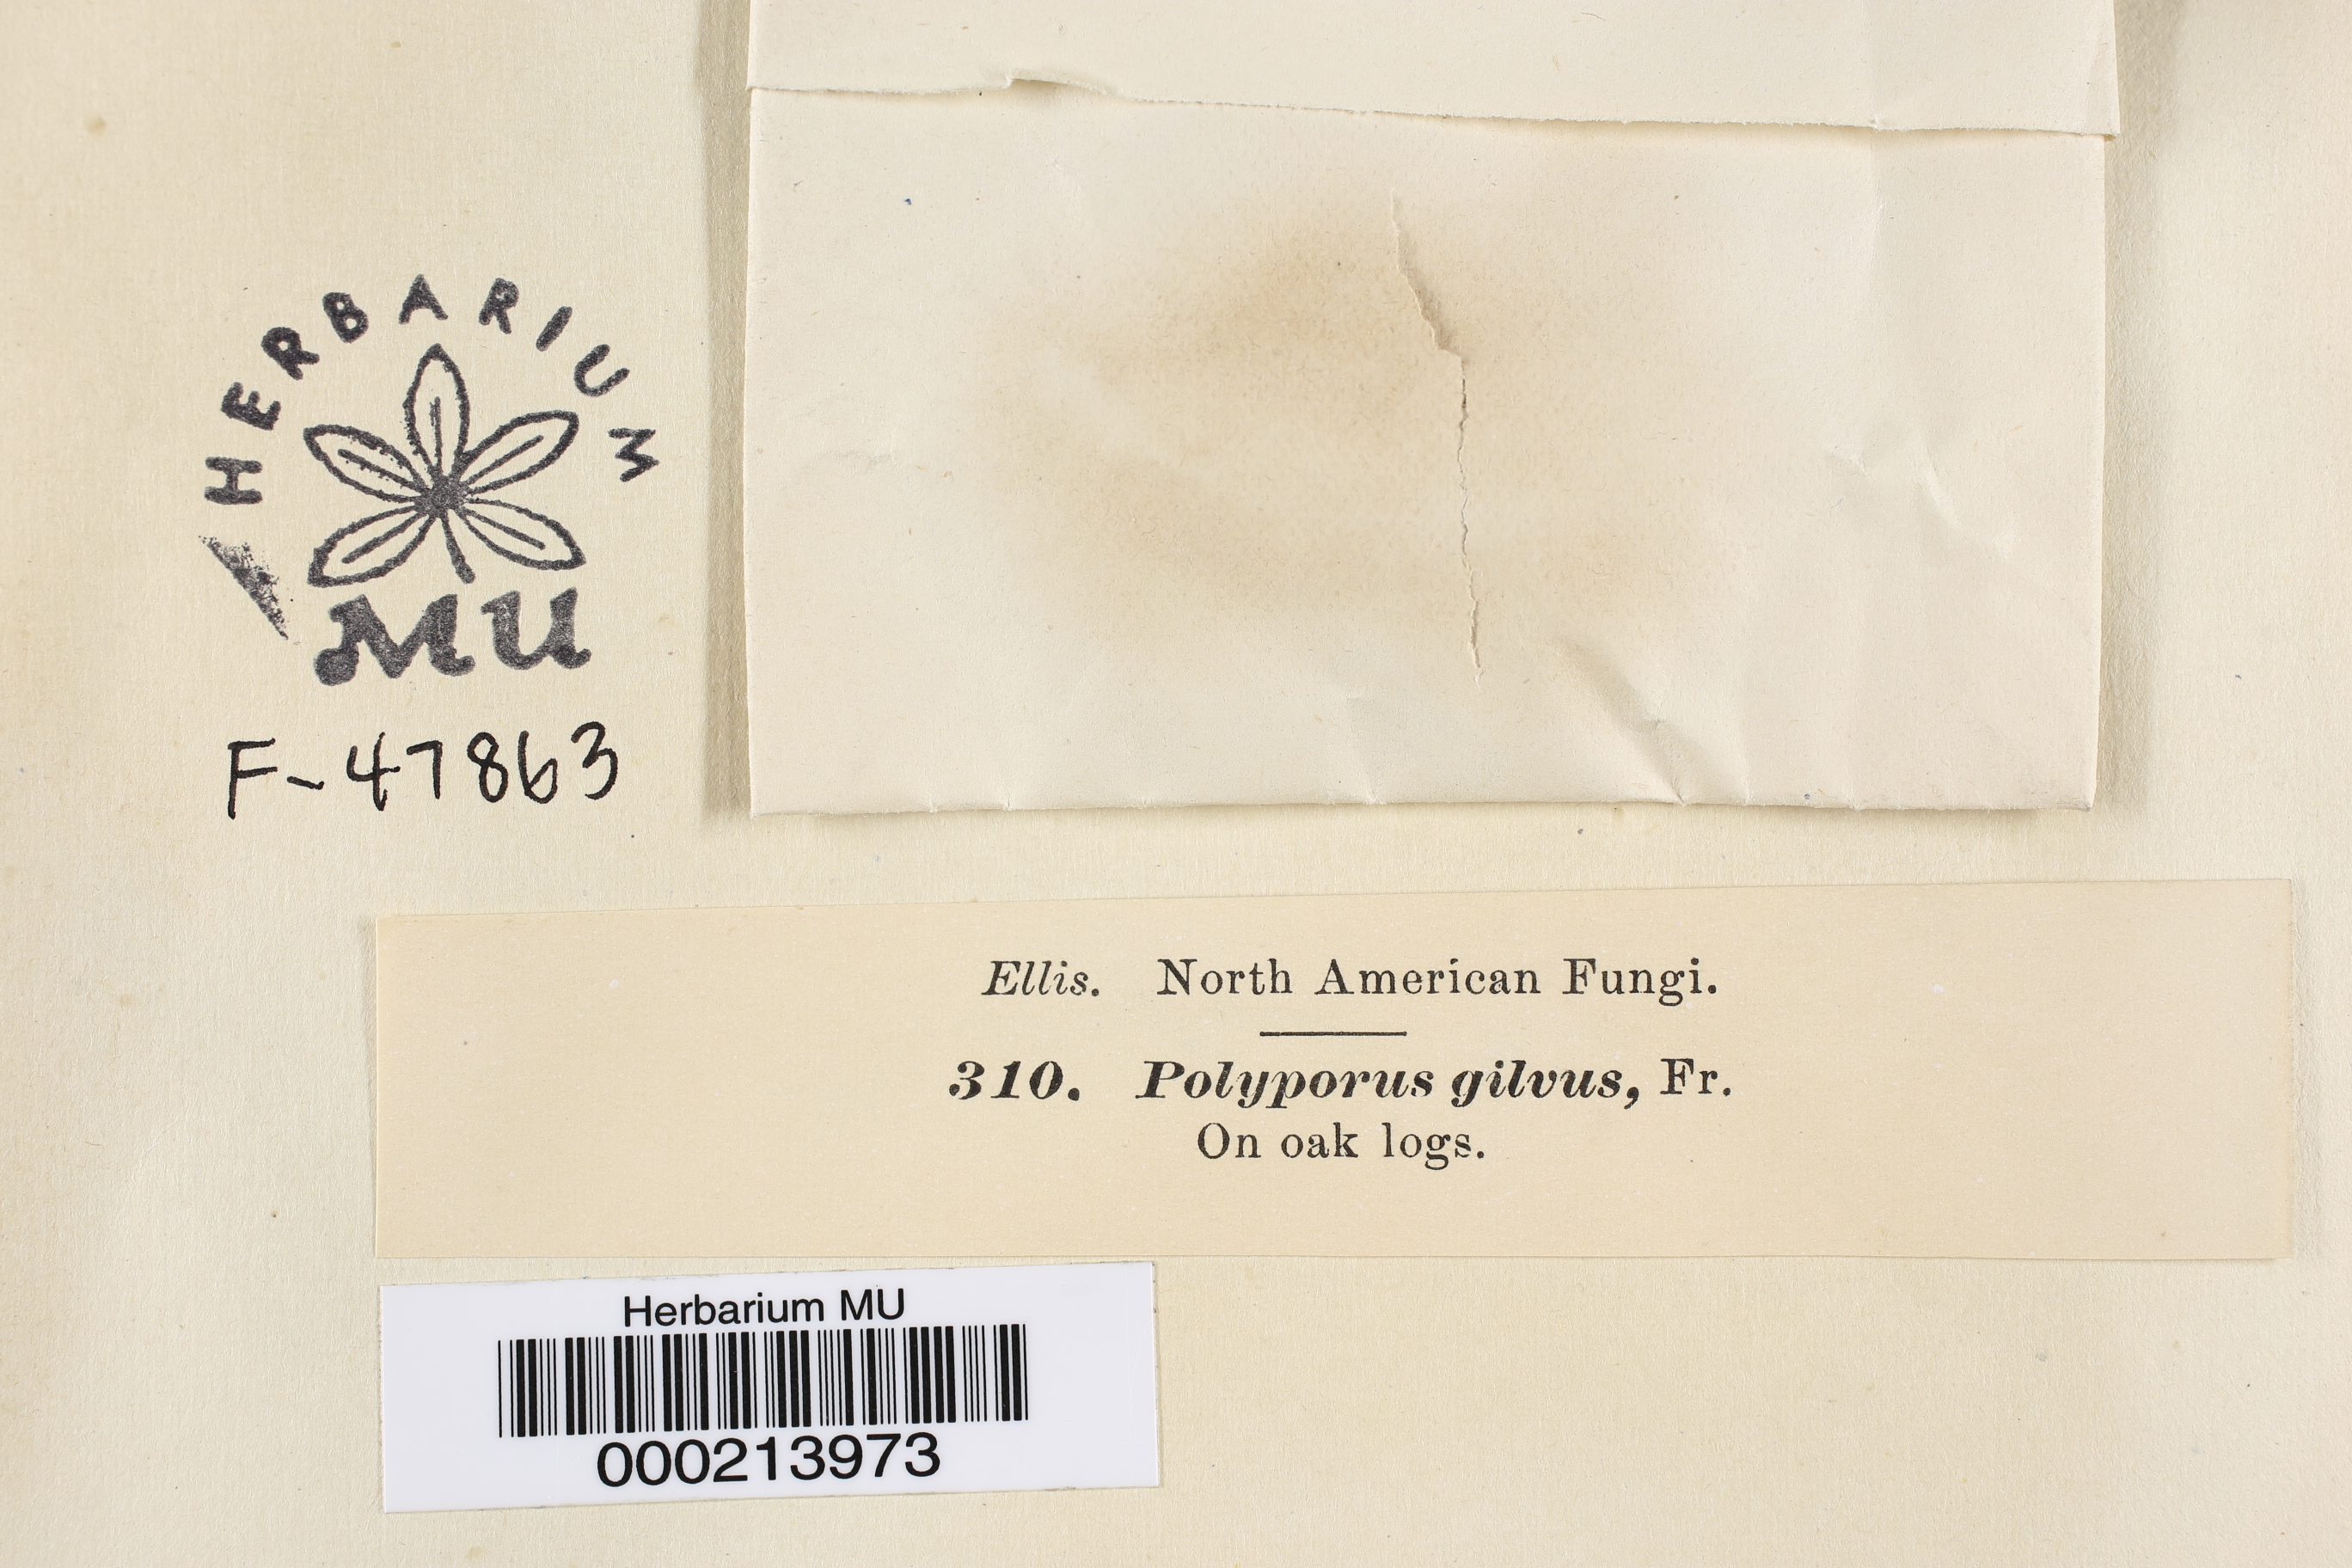 HERBARIUM
MU
F-47863
Ellis. North American Fungi.
310. Polyporus gilvus, Fr.
On oak logs.
Herbarium MU
000213973